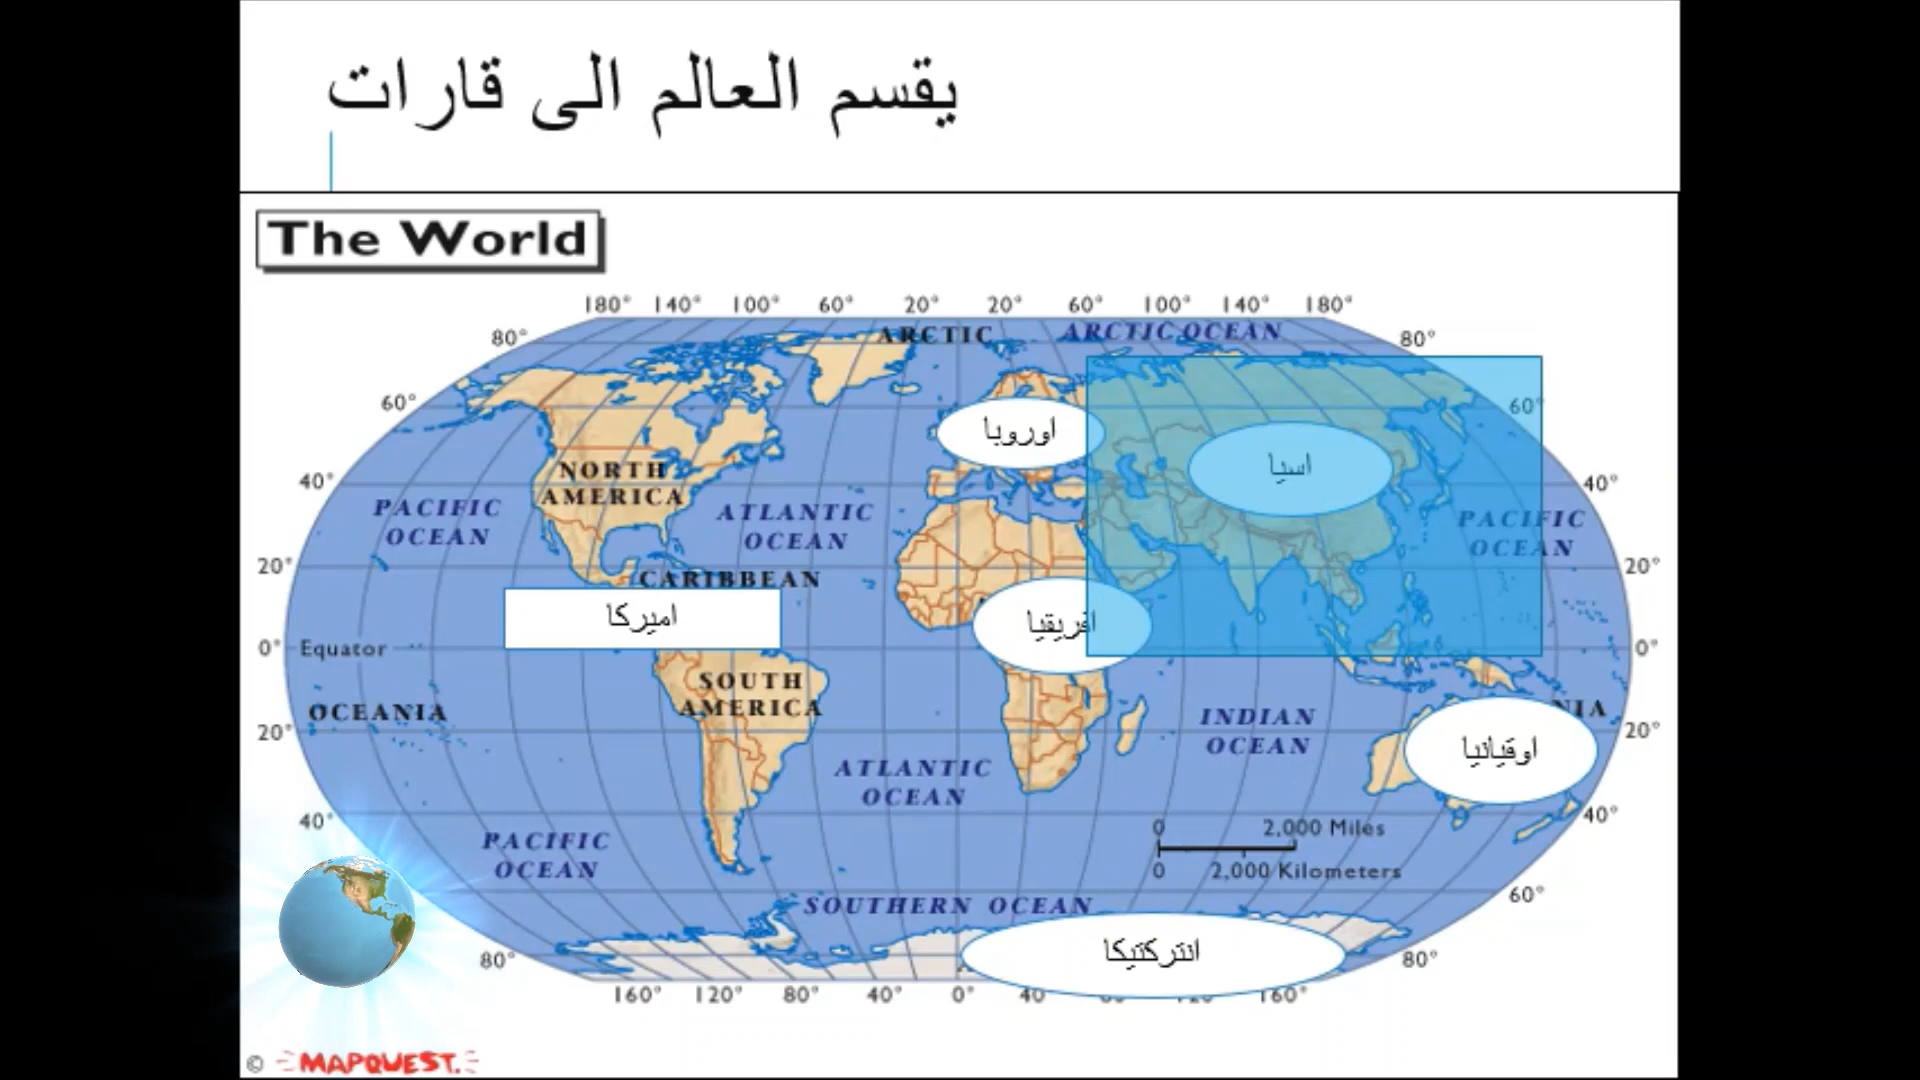 يقسم العالم الى قارات
The World
180° 140° 100° 60° 20° 20° 60° 100° 140° 180°
80° ARCTIC ARCTIC OCEAN 80°
60° 60°
اوروبا
اسيا
NORTH
AMERICA
40° 40°
PACIFIC
OCEAN
ATLANTIC
OCEAN
PACIFIC
OCEAN
20° CARIBBEAN 20°
اميركا
افريقيا
0° Equator 0°
SOUTH
AMERICA
OCEANIA
NIA
20° 20°
INDIAN
OCEAN
اوقيانيا
ATLANTIC
OCEAN
40° 40°
PACIFIC
OCEAN
0 2,000 Miles
0 2,000 Kilometers
60°
SOUTHERN OCEAN
انتركتيكا
80° 80°
160° 120° 80° 40° 0° 40 160°
© MAPQUEST.